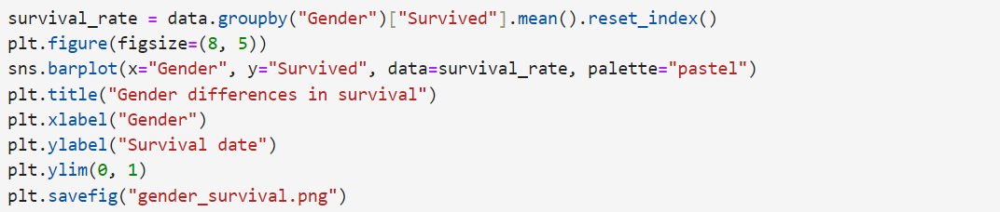 survival_rate = data.groupby("Gender")["Survived"].mean().reset_index()
plt.figure(figsize=(8, 5))
sns.barplot(x="Gender", y="Survived", data=survival_rate, palette="pastel")
plt.title("Gender differences in survival")
plt.xlabel("Gender")
plt.ylabel("Survival date")
plt.ylim(0, 1)
plt.savefig("gender_survival.png")